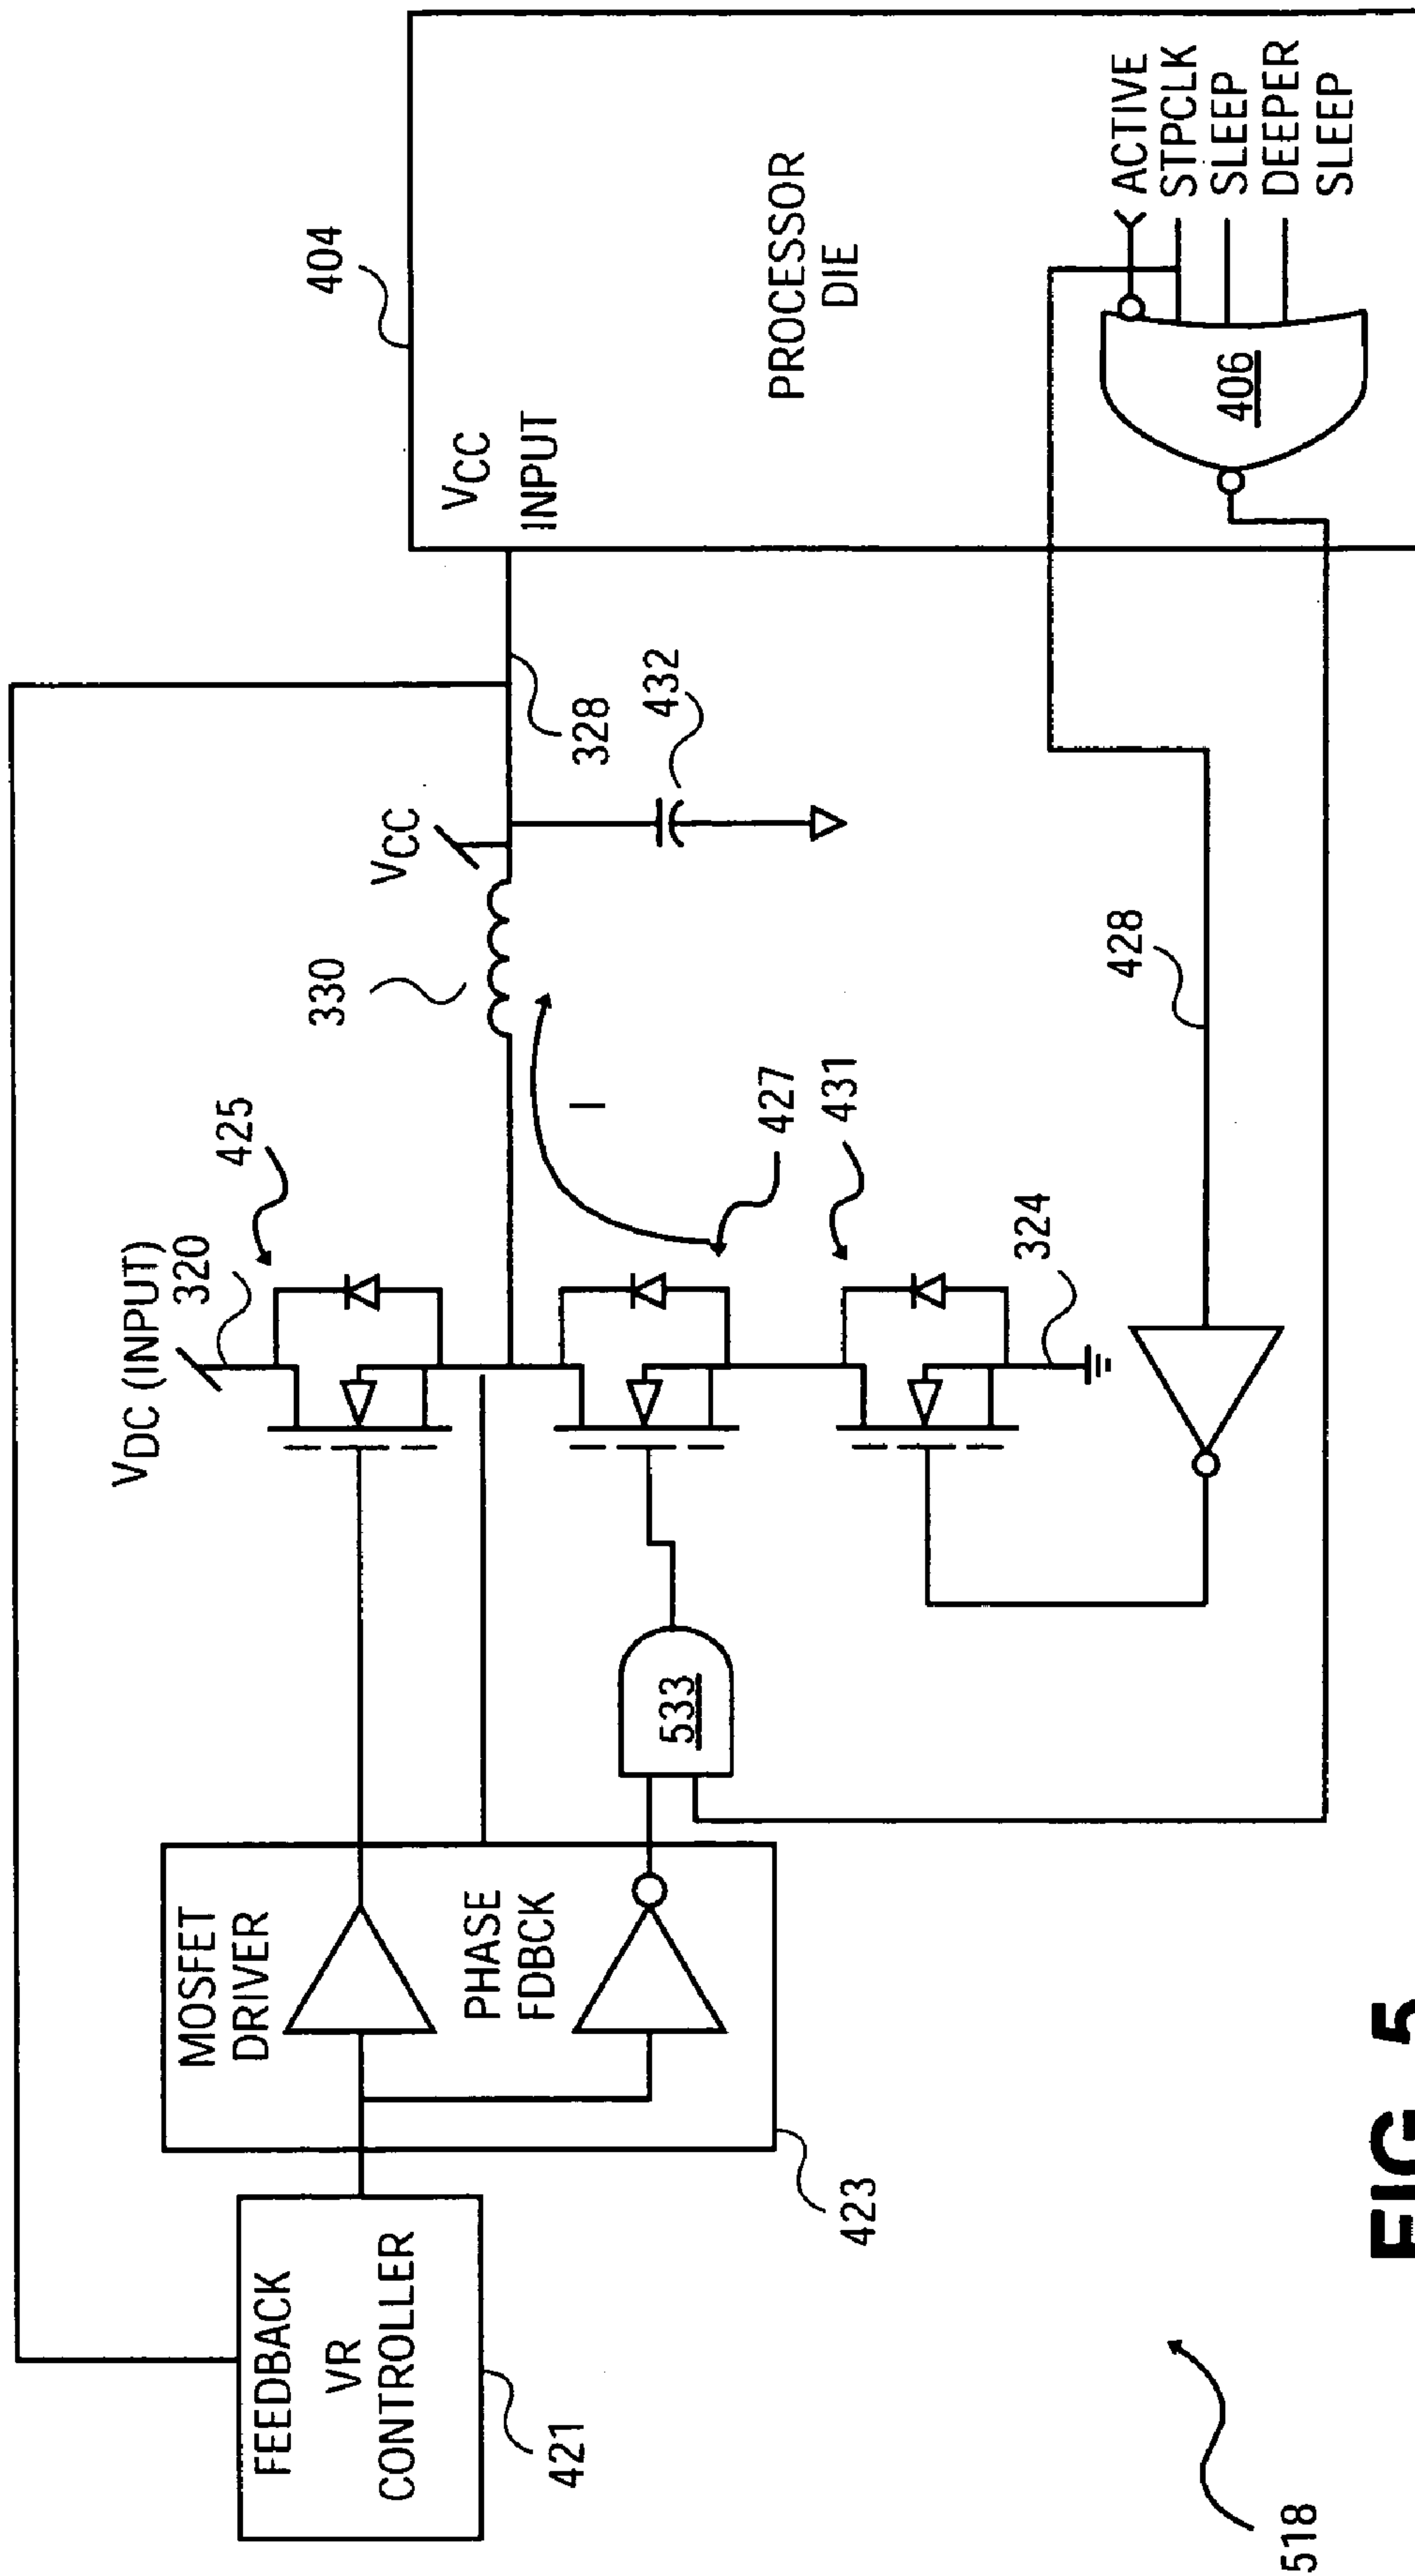 518
FIG. 5
FEEDBACK
VR
CONTROLLER
421
MOSFET
DRIVER
PHASE
FDBCK
423
533
VDC (INPUT)
320
425
427
431
324
I
330
VCC
328
432
428
404
VCC
INPUT
PROCESSOR
DIE
406
ACTIVE
STPCLK
SLEEP
DEEPER
SLEEP